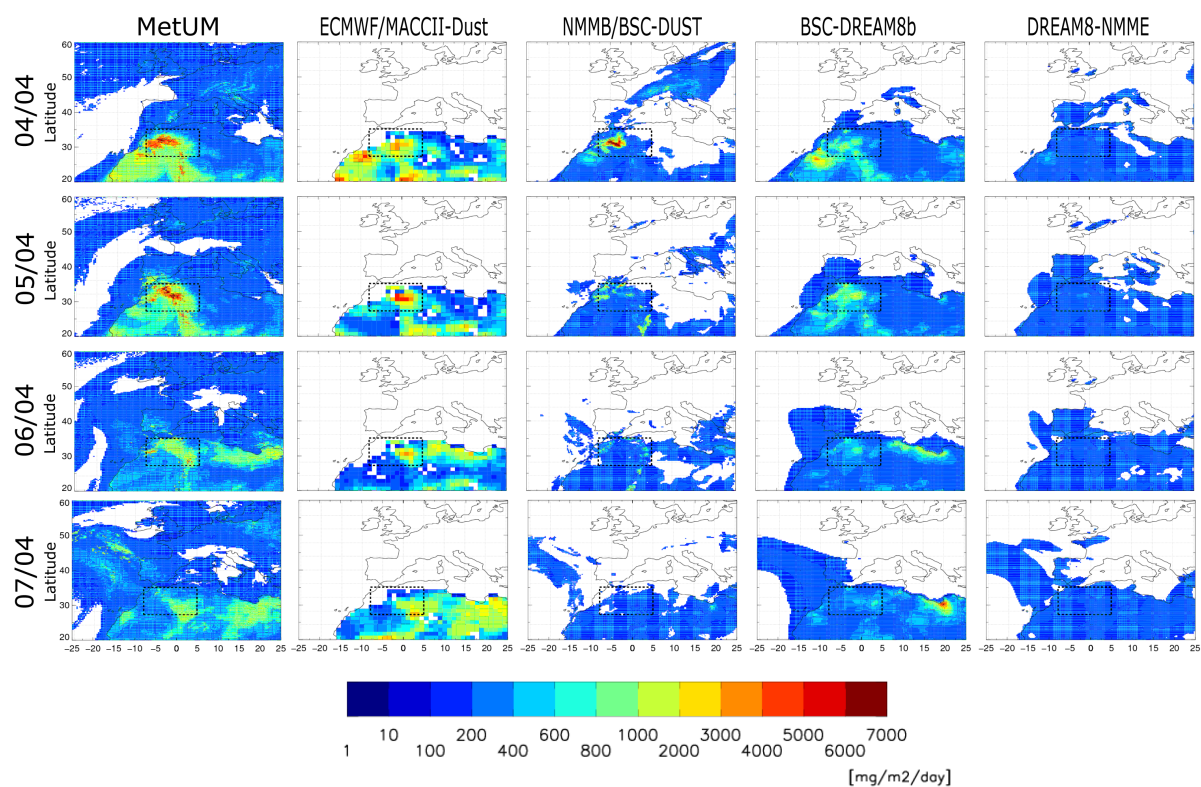 MetUM ECMWF/MACCII-Dust NMMB/BSC-DUST BSC-DREAM8b DREAM8-NMME
04/04
Latitude
60
50
40
30
20
05/04
Latitude
60
50
40
30
20
06/04
Latitude
60
50
40
30
20
07/04
Latitude
60
50
40
30
20
-25 -20 -15 -10 -5 0 5 10 15 20 25 -25 -20 -15 -10 -5 0 5 10 15 20 25 -25 -20 -15 -10 -5 0 5 10 15 20 25 -25 -20 -15 -10 -5 0 5 10 15 20 25 -25 -20 -15 -10 -5 0 5 10 15 20 25
10 200 600 1000 3000 5000 7000
1 100 400 800 2000 4000 6000
[mg/m2/day]